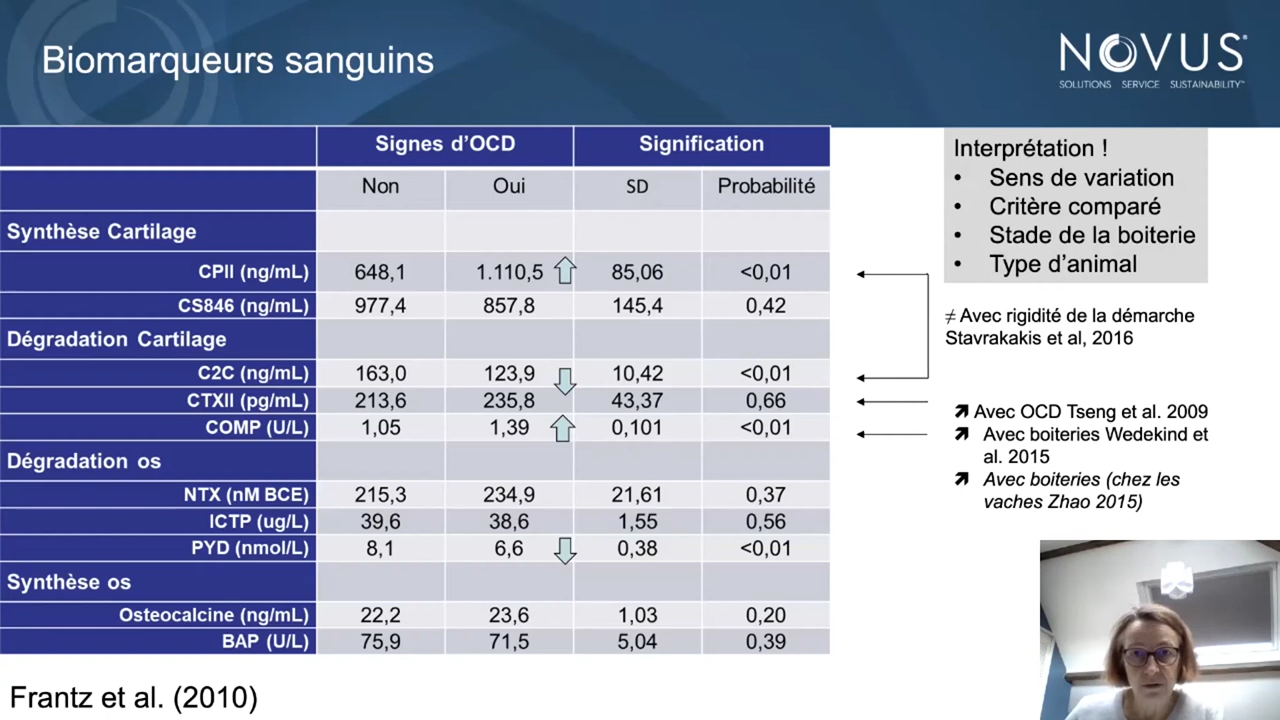 Biomarqueurs sanguins
NOVUS®
SOLUTIONS SERVICE SUSTAINABILITY™
Signes d’OCD Signification
Non Oui SD Probabilité
Synthèse Cartilage
CPII (ng/mL) 648,1 1.110,5 85,06 <0,01
CS846 (ng/mL) 977,4 857,8 145,4 0,42
Dégradation Cartilage
C2C (ng/mL) 163,0 123,9 10,42 <0,01
CTXII (pg/mL) 213,6 235,8 43,37 0,66
COMP (U/L) 1,05 1,39 0,101 <0,01
Dégradation os
NTX (nM BCE) 215,3 234,9 21,61 0,37
ICTP (ug/L) 39,6 38,6 1,55 0,56
PYD (nmol/L) 8,1 6,6 0,38 <0,01
Synthèse os
Osteocalcine (ng/mL) 22,2 23,6 1,03 0,20
BAP (U/L) 75,9 71,5 5,04 0,39
Interprétation !
• Sens de variation
• Critère comparé
• Stade de la boiterie
• Type d’animal
≠ Avec rigidité de la démarche
Stavrakakis et al, 2016
Avec OCD Tseng et al. 2009
Avec boiteries Wedekind et
al. 2015
Avec boiteries (chez les
vaches Zhao 2015)
Frantz et al. (2010)